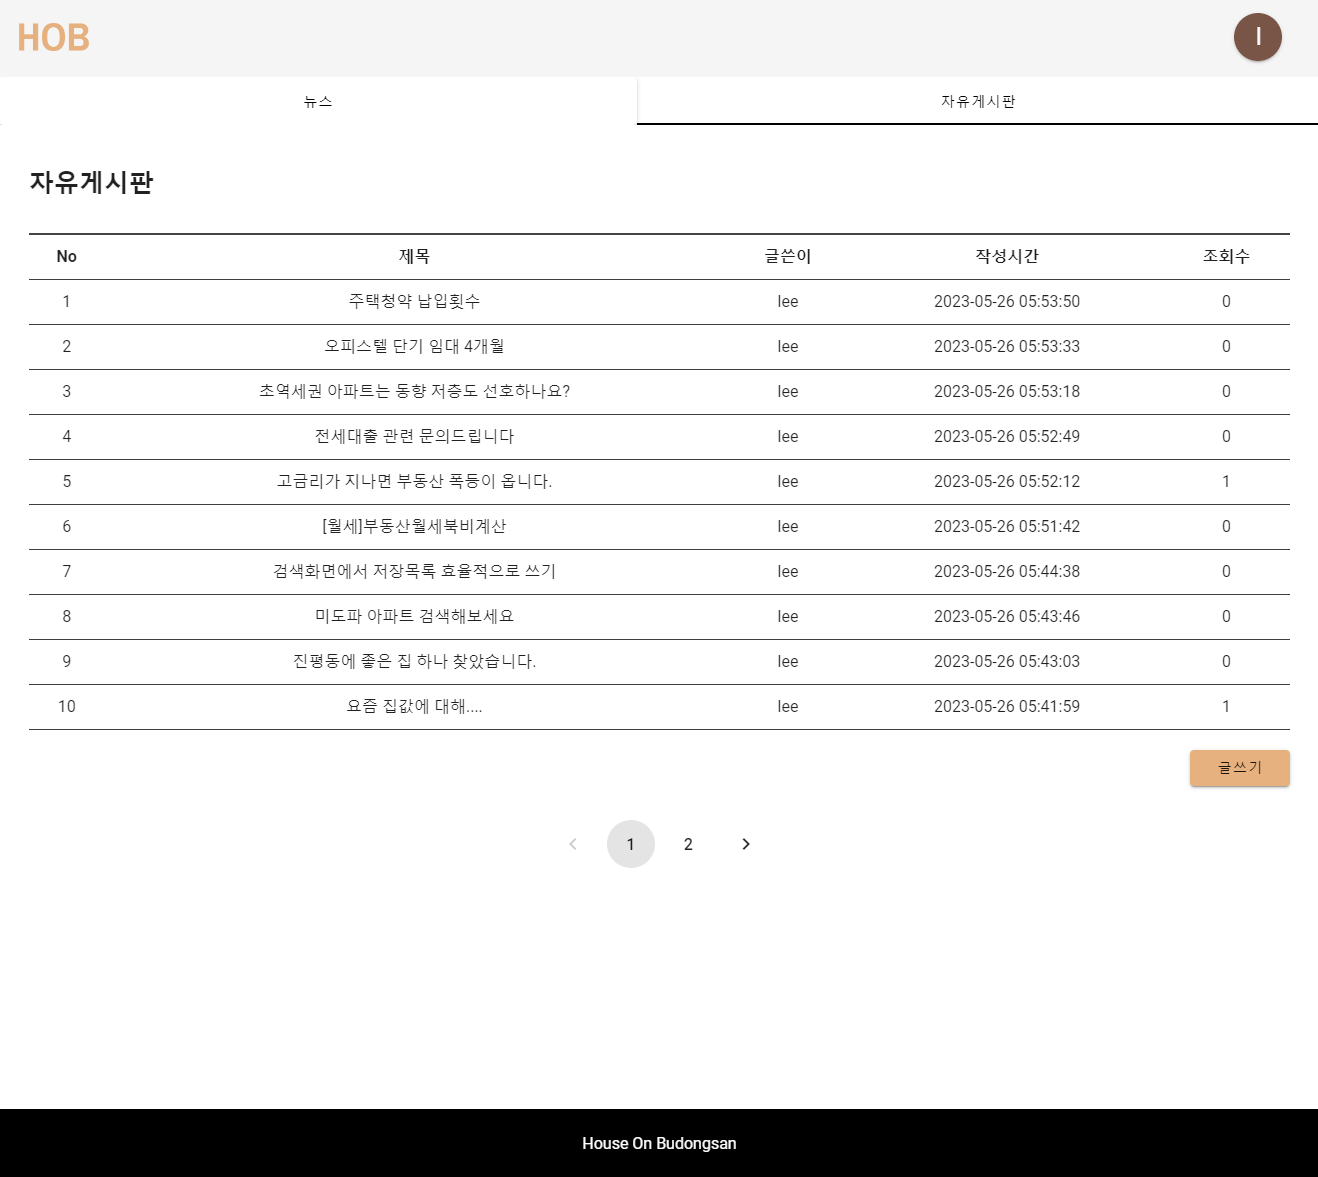 HOB
l
뉴스 자유게시판
자유게시판
No 제목 글쓴이 작성시간 조회수
1 주택청약 납입횟수 lee 2023-05-26 05:53:50 0
2 오피스텔 단기 임대 4개월 lee 2023-05-26 05:53:33 0
3 초역세권 아파트는 동향 저층도 선호하나요? lee 2023-05-26 05:53:18 0
4 전세대출 관련 문의드립니다 lee 2023-05-26 05:52:49 0
5 고금리가 지나면 부동산 폭등이 옵니다. lee 2023-05-26 05:52:12 1
6 [월세]부동산월세복비계산 lee 2023-05-26 05:51:42 0
7 검색화면에서 저장목록 효율적으로 쓰기 lee 2023-05-26 05:44:38 0
8 미도파 아파트 검색해보세요 lee 2023-05-26 05:43:46 0
9 진평동에 좋은 집 하나 찾았습니다. lee 2023-05-26 05:43:03 0
10 요즘 집값에 대해.... lee 2023-05-26 05:41:59 1
글쓰기
1 2
House On Budongsan